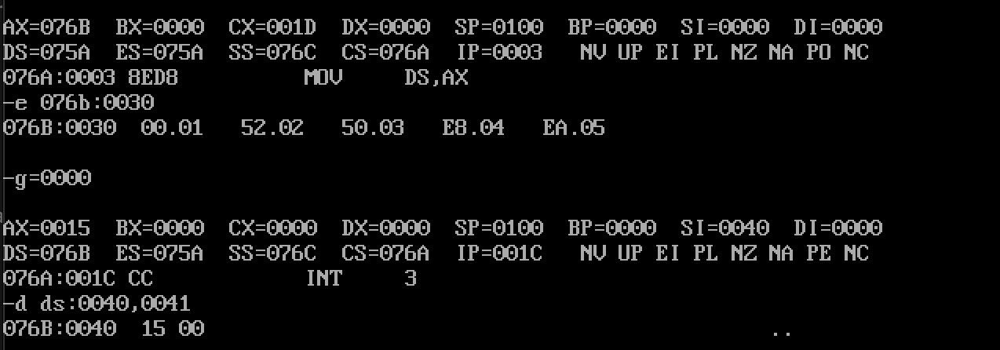 AX=076B  BX=0000  CX=001D  DX=0000  SP=0100  BP=0000  SI=0000  DI=0000
DS=075A  ES=075A  SS=076C  CS=076A  IP=0003   NV UP EI PL NZ NA PO NC
076A:0003 8ED8          MOV     DS,AX
-e 076b:0030
076B:0030  00.01   52.02   50.03   E8.04   EA.05
-g=0000
AX=0015  BX=0000  CX=0000  DX=0000  SP=0100  BP=0000  SI=0040  DI=0000
DS=076B  ES=075A  SS=076C  CS=076A  IP=001C   NV UP EI PL NZ NA PE NC
076A:001C CC            INT     3
-d ds:0040,0041
076B:0040  15 00                                              ..